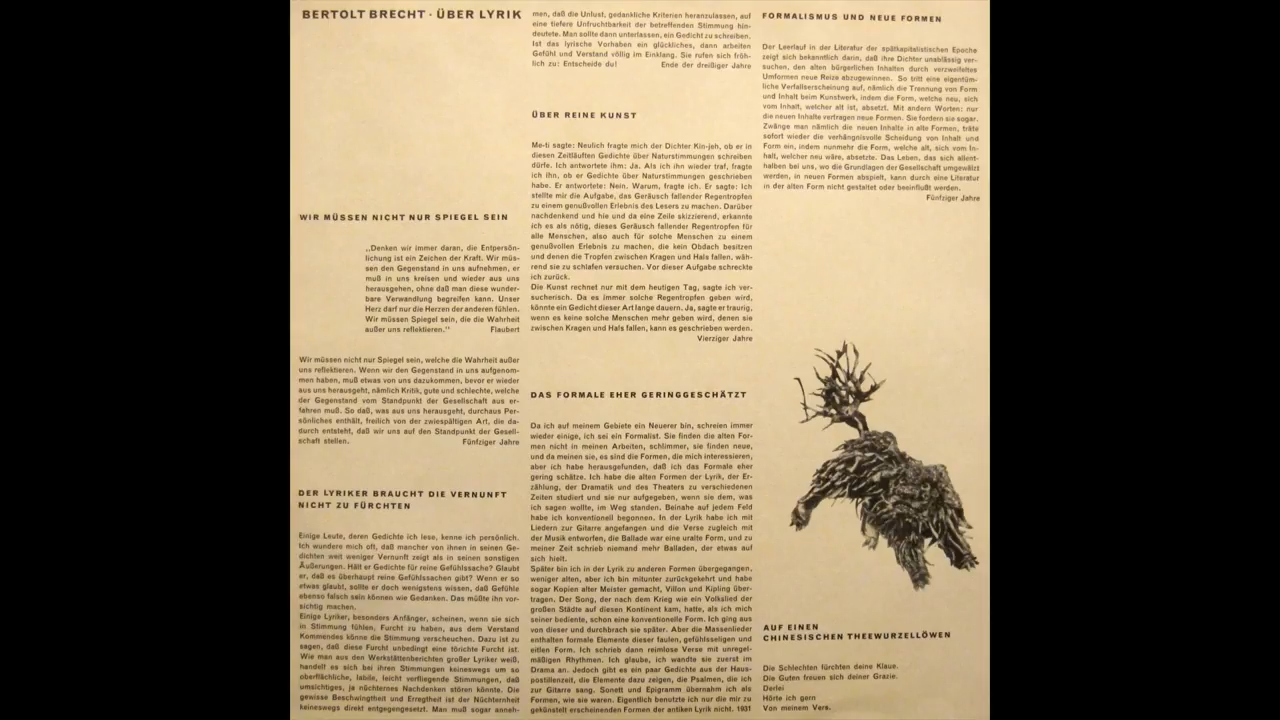 BERTOLT BRECHT · ÜBER LYRIK
WIR MÜSSEN NICHT NUR SPIEGEL SEIN
„Denken wir immer daran, die Entpersön-
lichung ist ein Zeichen der Kraft. Wir müs-
sen den Gegenstand in uns aufnehmen, er
muß in uns kreisen und wieder aus uns
herausgehen, ohne daß man diese wunder-
bare Verwandlung begreifen kann. Unser
Herz darf nur die Herzen der anderen fühlen.
Wir müssen Spiegel sein, die die Wahrheit
außer uns reflektieren.“ Flaubert
Wir müssen nicht nur Spiegel sein, welche die Wahrheit außer
uns reflektieren. Wenn wir den Gegenstand in uns aufgenom-
men haben, muß etwas von uns dazukommen, bevor er wieder
aus uns herausgeht, nämlich Kritik, gute und schlechte, welche
der Gegenstand vom Standpunkt der Gesellschaft aus er-
fahren muß. So daß, was aus uns herausgeht, durchaus Per-
sönliches enthält, freilich von der zwiespältigen Art, die da-
durch entsteht, daß wir uns auf den Standpunkt der Gesell-
schaft stellen. Fünfziger Jahre
DER LYRIKER BRAUCHT DIE VERNUNFT
NICHT ZU FÜRCHTEN
Einige Leute, deren Gedichte ich lese, kenne ich persönlich.
Ich wundere mich oft, daß mancher von ihnen in seinen Ge-
dichten weit weniger Vernunft zeigt als in seinen sonstigen
Äußerungen. Hält er Gedichte für reine Gefühlssache? Glaubt
er, daß es überhaupt reine Gefühlssachen gibt? Wenn er so
etwas glaubt, sollte er doch wenigstens wissen, daß Gefühle
ebenso falsch sein können wie Gedanken. Das müßte ihn vor-
sichtig machen.
Einige Lyriker, besonders Anfänger, scheinen, wenn sie sich
in Stimmung fühlen, Furcht zu haben, aus dem Verstand
Kommendes könne die Stimmung verscheuchen. Dazu ist zu
sagen, daß diese Furcht unbedingt eine törichte Furcht ist.
Wie man aus den Werkstättenberichten großer Lyriker weiß,
handelt es sich bei ihren Stimmungen keineswegs um so
oberflächliche, labile, leicht verfliegende Stimmungen, daß
umsichtiges, ja nüchternes Nachdenken stören könnte. Die
gewisse Beschwingtheit und Erregtheit ist der Nüchternheit
keineswegs direkt entgegengesetzt. Man muß sogar anneh-
men, daß die Unlust, gedankliche Kriterien heranzulassen, auf
eine tiefere Unfruchtbarkeit der betreffenden Stimmung hin-
deutete. Man sollte dann unterlassen, ein Gedicht zu schreiben.
Ist das lyrische Vorhaben ein glückliches, dann arbeiten
Gefühl und Verstand völlig im Einklang. Sie rufen sich fröh-
lich zu: Entscheide du! Ende der dreißiger Jahre
ÜBER REINE KUNST
Me-ti sagte: Neulich fragte mich der Dichter Kin-jeh, ob er in
diesen Zeitläuften Gedichte über Naturstimmungen schreiben
dürfe. Ich antwortete ihm: Ja. Als ich ihn wieder traf, fragte
ich ihn, ob er Gedichte über Naturstimmungen geschrieben
habe. Er antwortete: Nein. Warum, fragte ich. Er sagte: Ich
stellte mir die Aufgabe, das Geräusch fallender Regentropfen
zu einem genußvollen Erlebnis des Lesers zu machen. Darüber
nachdenkend und hie und da eine Zeile skizzierend, erkannte
ich es als nötig, dieses Geräusch fallender Regentropfen für
alle Menschen, also auch für solche Menschen zu einem
genußvollen Erlebnis zu machen, die kein Obdach besitzen
und denen die Tropfen zwischen Kragen und Hals fallen, wäh-
rend sie zu schlafen versuchen. Vor dieser Aufgabe schreckte
ich zurück.
Die Kunst rechnet nur mit dem heutigen Tag, sagte ich ver-
sucherisch. Da es immer solche Regentropfen geben wird,
könnte ein Gedicht dieser Art lange dauern. Ja, sagte er traurig,
wenn es keine solche Menschen mehr geben wird, denen sie
zwischen Kragen und Hals fallen, kann es geschrieben werden.
Vierziger Jahre
DAS FORMALE EHER GERINGGESCHÄTZT
Da ich auf meinem Gebiete ein Neuerer bin, schreien immer
wieder einige, ich sei ein Formalist. Sie finden die alten For-
men nicht in meinen Arbeiten, schlimmer, sie finden neue,
und da meinen sie, es sind die Formen, die mich interessieren,
aber ich habe herausgefunden, daß ich das Formale eher
gering schätze. Ich habe die alten Formen der Lyrik, der Er-
zählung, der Dramatik und des Theaters zu verschiedenen
Zeiten studiert und sie nur aufgegeben, wenn sie dem, was
ich sagen wollte, im Weg standen. Beinahe auf jedem Feld
habe ich konventionell begonnen. In der Lyrik habe ich mit
Liedern zur Gitarre angefangen und die Verse zugleich mit
der Musik entworfen, die Ballade war eine uralte Form, und zu
meiner Zeit schrieb niemand mehr Balladen, der etwas auf
sich hielt.
Später bin ich in der Lyrik zu anderen Formen übergegangen,
weniger alten, aber ich bin mitunter zurückgekehrt und habe
sogar Kopien alter Meister gemacht, Villon und Kipling über-
tragen. Der Song, der nach dem Krieg wie ein Volkslied der
großen Städte auf diesen Kontinent kam, hatte, als ich mich
seiner bediente, schon eine konventionelle Form. Ich ging aus
von dieser und durchbrach sie später. Aber die Massenlieder
enthalten formale Elemente dieser faulen, gefühlseligen und
eitlen Form. Ich schrieb dann reimlose Verse mit unregel-
mäßigen Rhythmen. Ich glaube, ich wandte sie zuerst im
Drama an. Jedoch gibt es ein paar Gedichte aus der Haus-
postillenzeit, die Elemente dazu zeigen, die Psalmen, die ich
zur Gitarre sang. Sonett und Epigramm übernahm ich als
Formen, wie sie waren. Eigentlich benutzte ich nur die mir zu
gekünstelt erscheinenden Formen der antiken Lyrik nicht. 1931
FORMALISMUS UND NEUE FORMEN
Der Leerlauf in der Literatur der spätkapitalistischen Epoche
zeigt sich bekanntlich darin, daß ihre Dichter unablässig ver-
suchen, den alten bürgerlichen Inhalten durch verzweifeltes
Umformen neue Reize abzugewinnen. So tritt eine eigentüm-
liche Verfallserscheinung auf, nämlich die Trennung von Form
und Inhalt beim Kunstwerk, indem die Form, welche neu, sich
vom Inhalt, welcher alt ist, absetzt. Mit andern Worten: nur
die neuen Inhalte vertragen neue Formen. Sie fordern sie sogar.
Zwänge man nämlich die neuen Inhalte in alte Formen, träte
sofort wieder die verhängnisvolle Scheidung von Inhalt und
Form ein, indem nunmehr die Form, welche alt, sich vom In-
halt, welcher neu wäre, absetzte. Das Leben, das sich allent-
halben bei uns, wo die Grundlagen der Gesellschaft umgewälzt
werden, in neuen Formen abspielt, kann durch eine Literatur
in der alten Form nicht gestaltet oder beeinflußt werden.
Fünfziger Jahre
AUF EINEN
CHINESISCHEN THEEWURZELLÖWEN
Die Schlechten fürchten deine Klaue.
Die Guten freuen sich deiner Grazie.
Derlei
Hörte ich gern
Von meinem Vers.